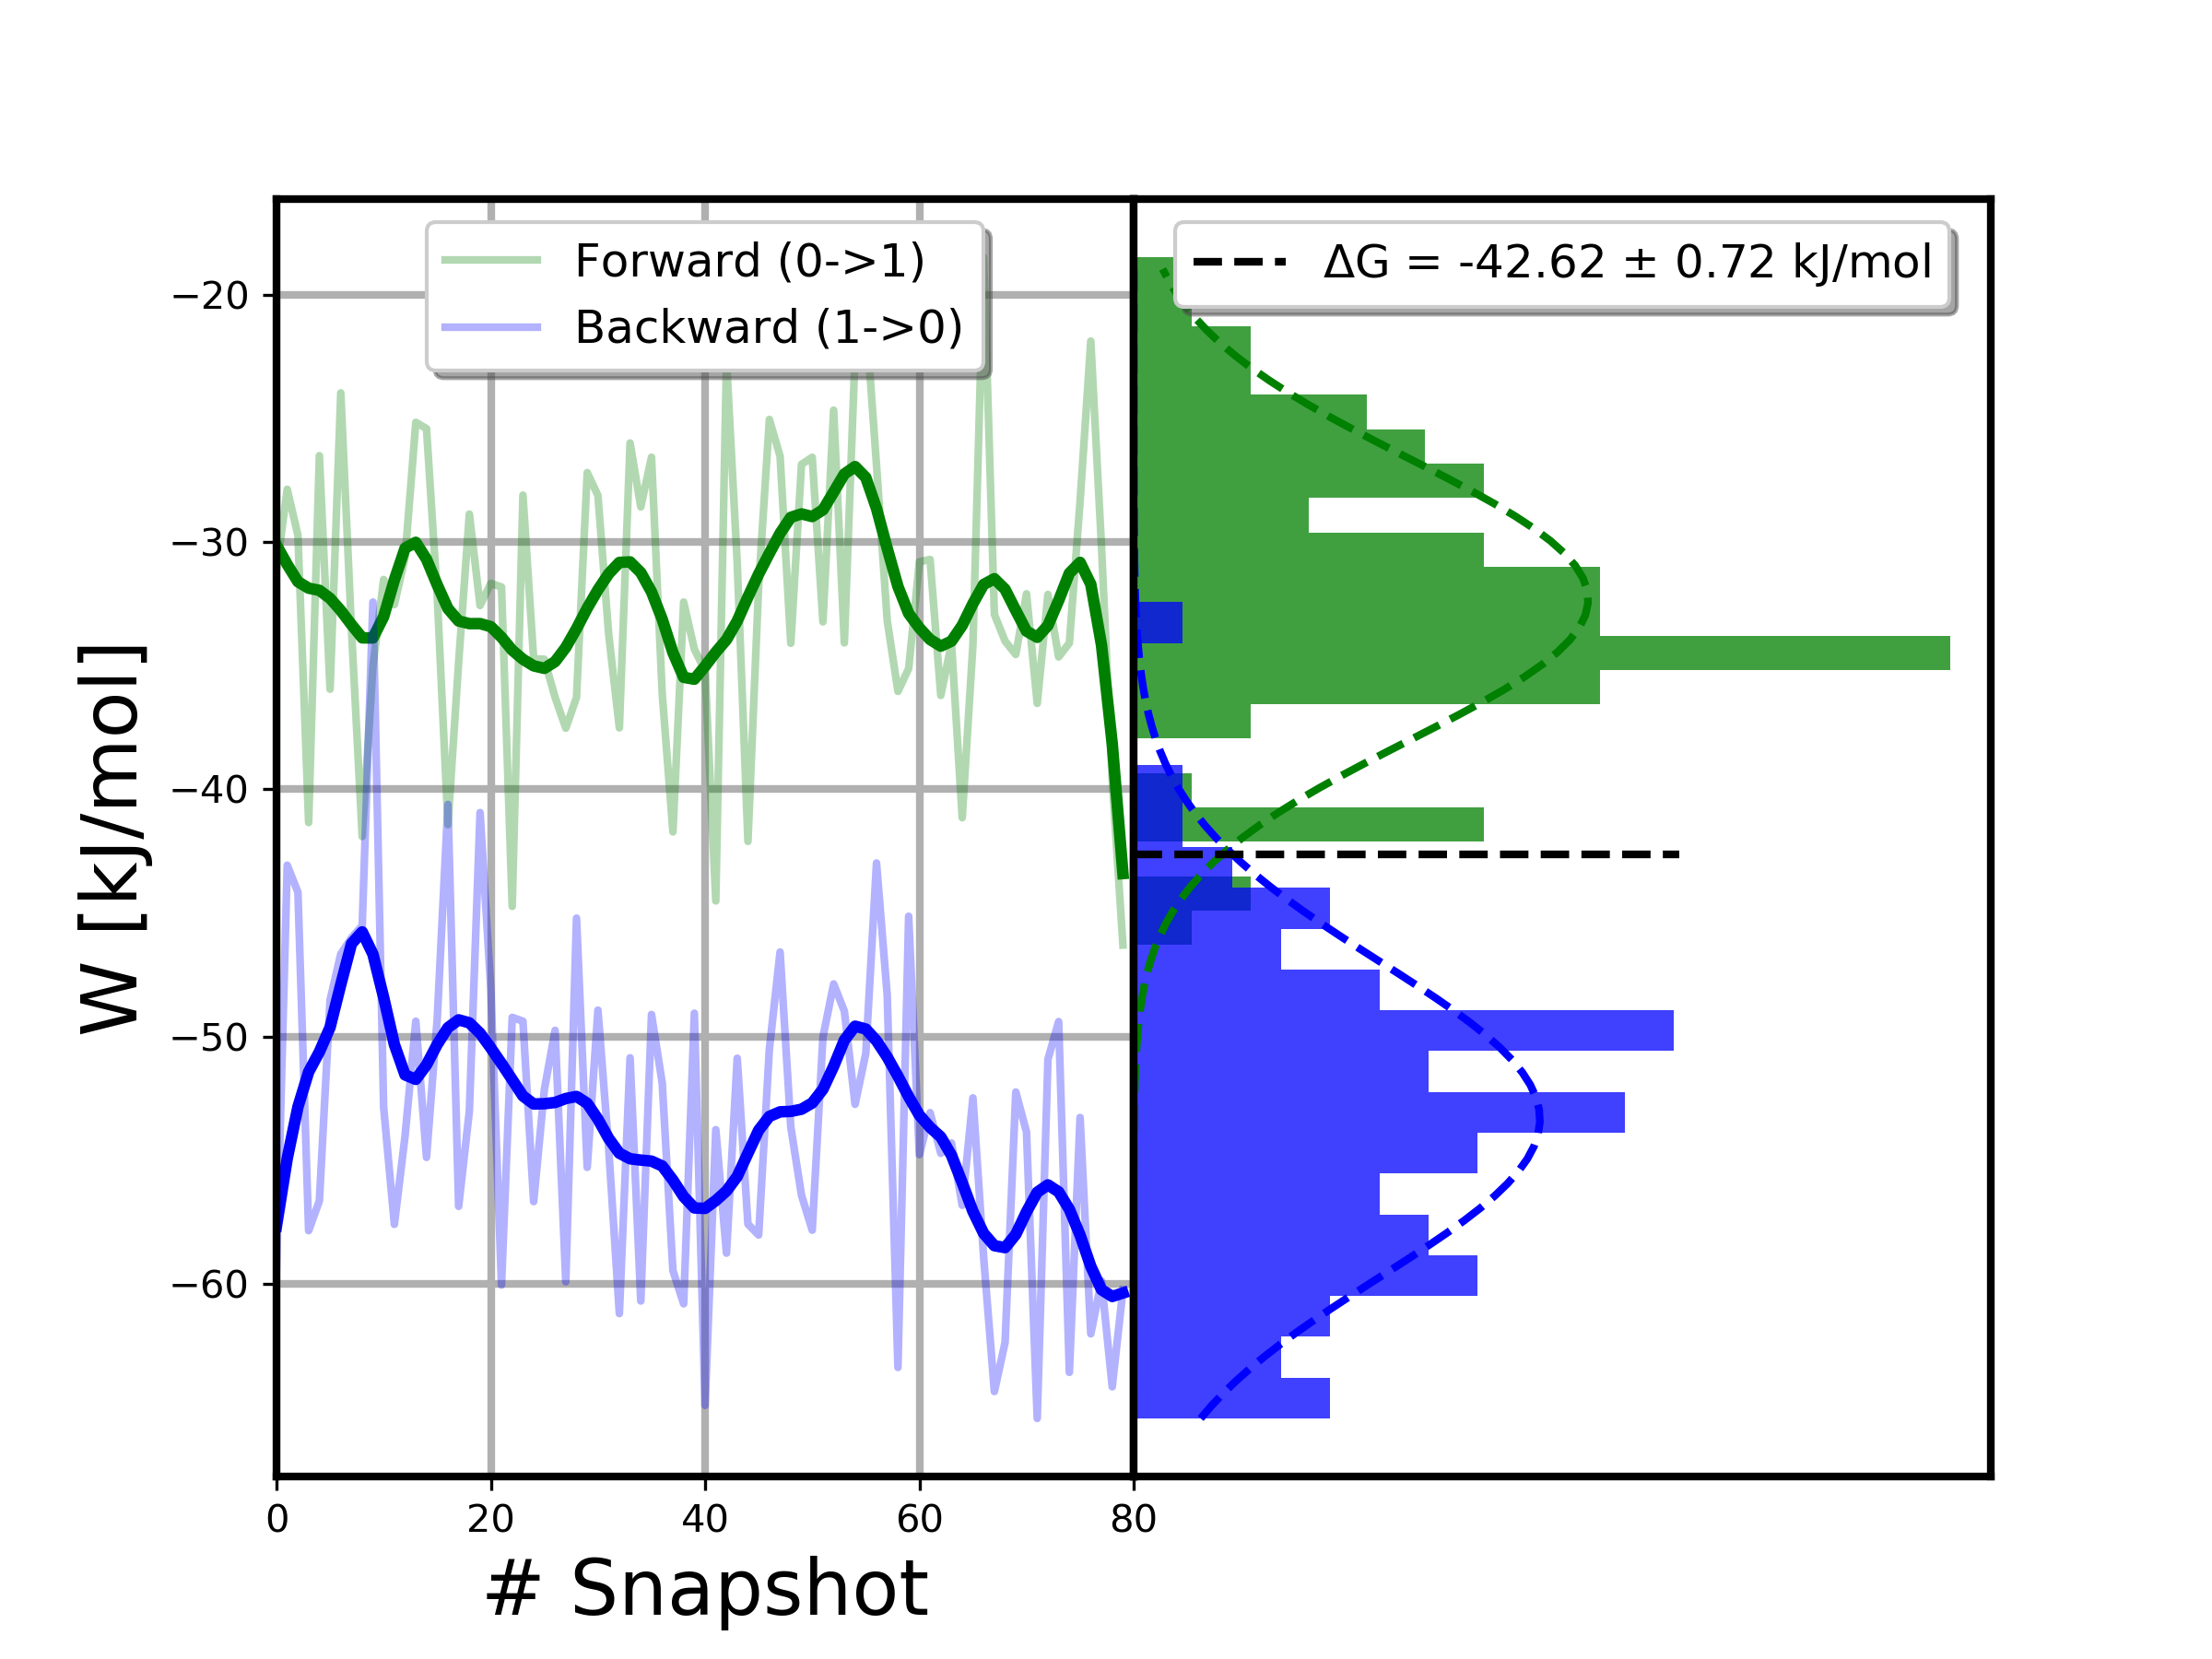 Forward (0->1)
Backward (1->0)
ΔG = -42.62 ± 0.72 kJ/mol
W [kJ/mol]
−20
−30
−40
−50
−60
0 20 40 60 80
# Snapshot